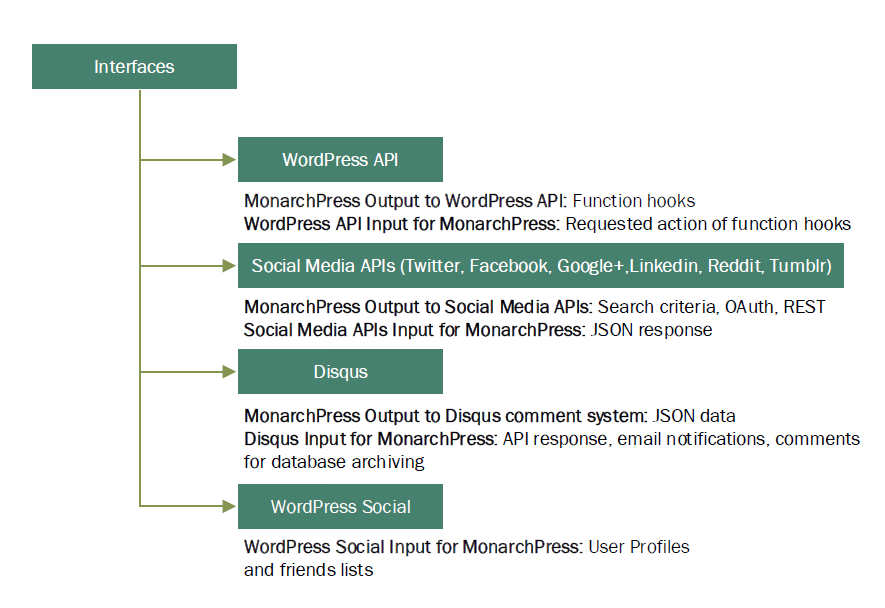 Interfaces
WordPress API
MonarchPress Output to WordPress API: Function hooks
WordPress API Input for MonarchPress: Requested action of function hooks
Social Media APIs (Twitter, Facebook, Google+,Linkedin, Reddit, Tumblr)
MonarchPress Output to Social Media APIs: Search criteria, OAuth, REST
Social Media APIs Input for MonarchPress: JSON response
Disqus
MonarchPress Output to Disqus comment system: JSON data
Disqus Input for MonarchPress: API response, email notifications, comments
for database archiving
WordPress Social
WordPress Social Input for MonarchPress: User Profiles
and friends lists